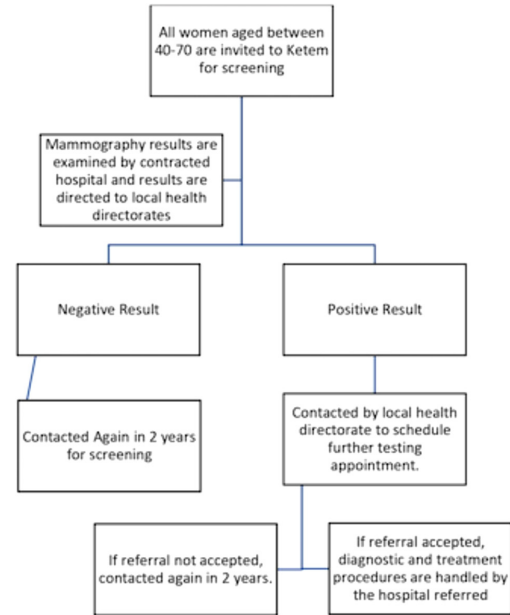 All women aged between
40-70 are invited to Ketem
for screening
Mammography results are
examined by contracted
hospital and results are
directed to local health
directorates
Negative Result
Positive Result
Contacted Again in 2 years
for screening
Contacted by local health
directorate to schedule
further testing
appointment.
If referral not accepted,
contacted again in 2 years.
If referral accepted,
diagnostic and treatment
procedures are handled by
the hospital referred